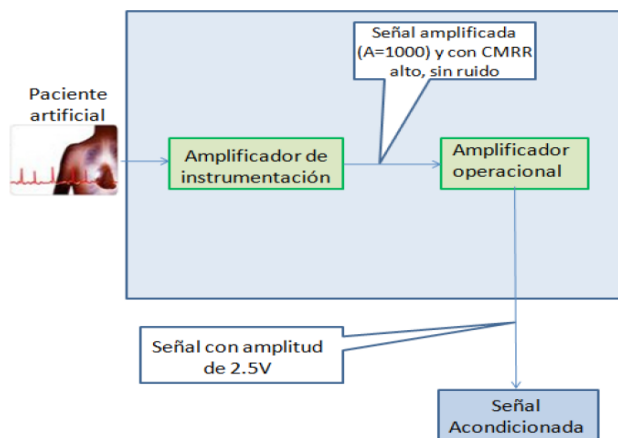 Señal amplificada
(A=1000) y con CMRR
alto, sin ruido
Paciente
artificial
Amplificador de
instrumentación
Amplificador
operacional
Señal con amplitud
de 2.5V
Señal
Acondicionada